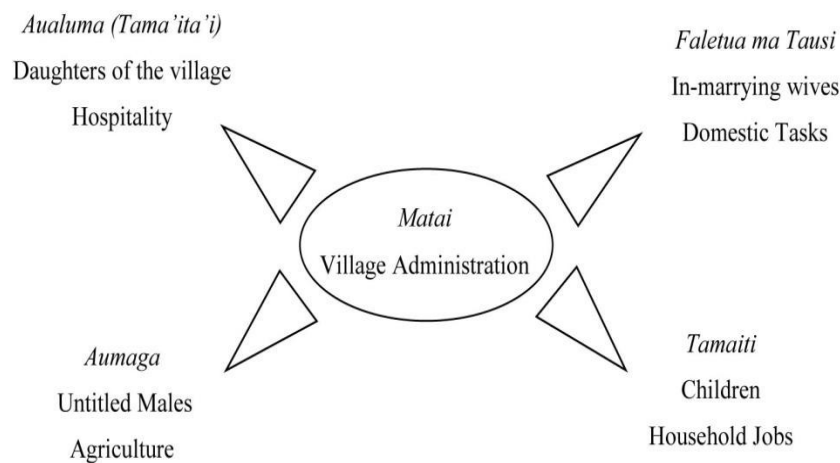 Aualuma (Tama’ita’i)
Daughters of the village
Hospitality
Faletua ma Tausi
In-marrying wives
Domestic Tasks
Matai
Village Administration
Aumaga
Untitled Males
Agriculture
Tamaiti
Children
Household Jobs